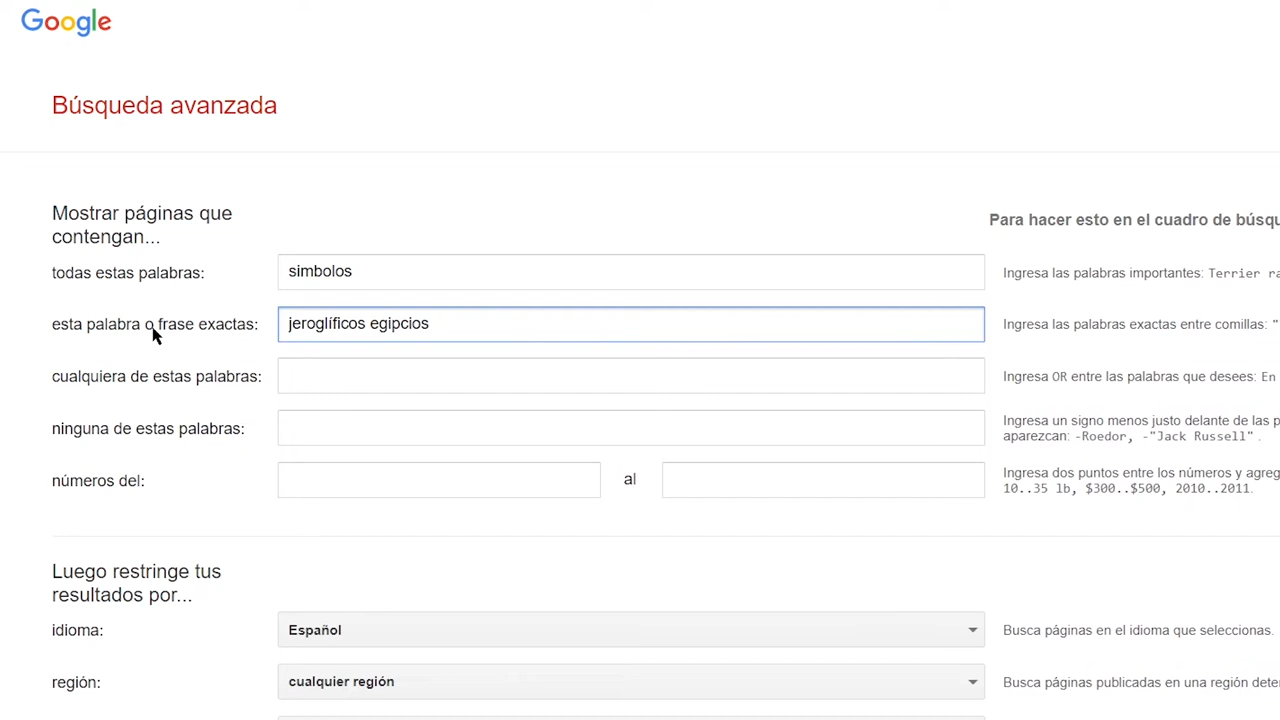 Google
Búsqueda avanzada
Mostrar páginas que
contengan...
Para hacer esto en el cuadro de búsqu
todas estas palabras:
simbolos
Ingresa las palabras importantes: Terrier ra
esta palabra o frase exactas:
jeroglíficos egipcios
Ingresa las palabras exactas entre comillas: "
cualquiera de estas palabras:
Ingresa OR entre las palabras que desees: En
ninguna de estas palabras:
Ingresa un signo menos justo delante de las p
aparezcan: -Roedor, -"Jack Russell".
números del:
al
Ingresa dos puntos entre los números y agreg
10..35 lb, $300..$500, 2010..2011.
Luego restringe tus
resultados por...
idioma:
Español
Busca páginas en el idioma que seleccionas.
región:
cualquier región
Busca páginas publicadas en una región deter